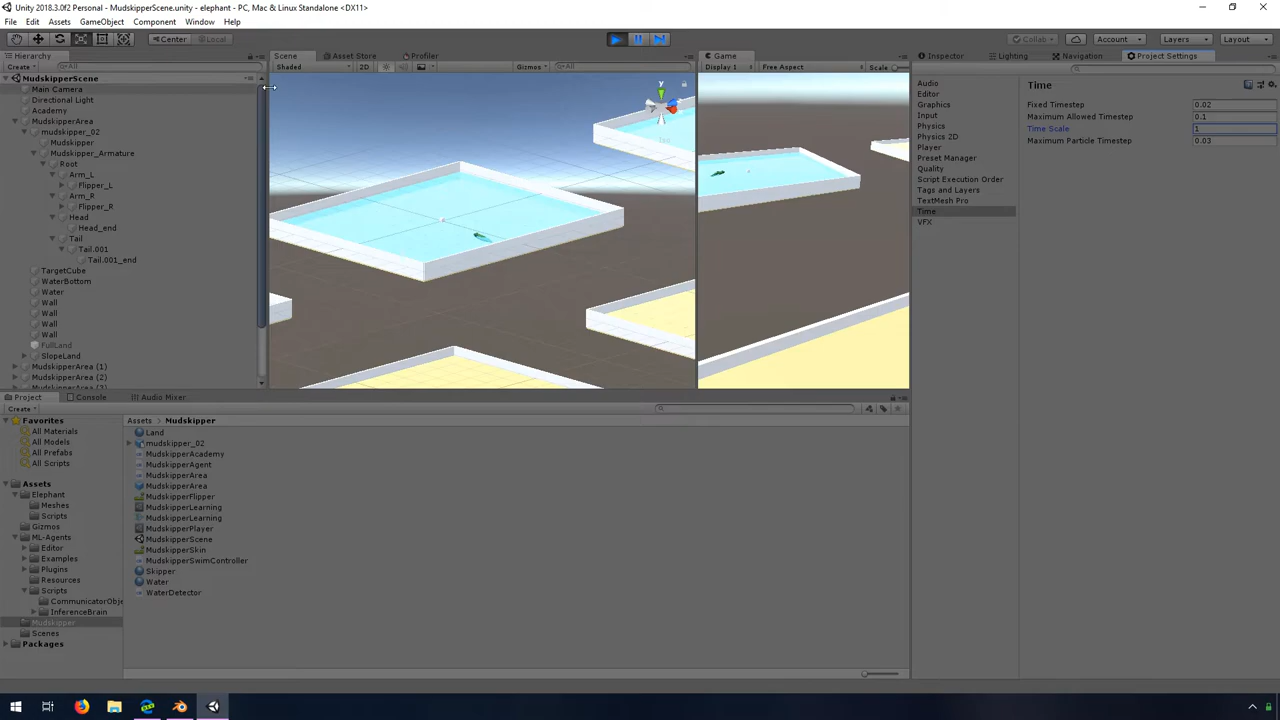 Unity 2018.3.0f2 Personal - MudskipperScene.unity - elephant - PC, Mac & Linux Standalone <DX11>
File Edit Assets GameObject Component Window Help
Center Local
Collab Account Layers Layout
Hierarchy
Create All
MudskipperScene
Main Camera
Directional Light
Academy
MudskipperArea
mudskipper_02
Mudskipper
Mudskipper_Armature
Root
Arm_L
Flipper_L
Arm_R
Flipper_R
Head
Head_end
Tail
Tail.001
Tail.001_end
TargetCube
WaterBottom
Water
Wall
Wall
Wall
Wall
FullLand
SlopeLand
MudskipperArea (1)
MudskipperArea (2)
MudskipperArea (3)
Scene Asset Store Profiler
Shaded 2D Gizmos All
y
Iso
Game
Display 1 Free Aspect Scale
Inspector Lighting Navigation Project Settings
Audio
Editor
Graphics
Input
Physics
Physics 2D
Player
Preset Manager
Quality
Script Execution Order
Tags and Layers
TextMesh Pro
Time
VFX
Time
Fixed Timestep 0.02
Maximum Allowed Timestep 0.1
Time Scale 1
Maximum Particle Timestep 0.03
Project Console Audio Mixer
Create
Favorites
All Materials
All Models
All Prefabs
All Scripts
Assets
Elephant
Meshes
Scripts
Gizmos
ML-Agents
Editor
Examples
Plugins
Resources
Scripts
CommunicatorObje
InferenceBrain
Mudskipper
Scenes
Packages
Assets Mudskipper
Land
mudskipper_02
MudskipperAcademy
MudskipperAgent
MudskipperArea
MudskipperArea
MudskipperFlipper
MudskipperLearning
MudskipperLearning
MudskipperPlayer
MudskipperScene
MudskipperSkin
MudskipperSwimController
Skipper
Water
WaterDetector